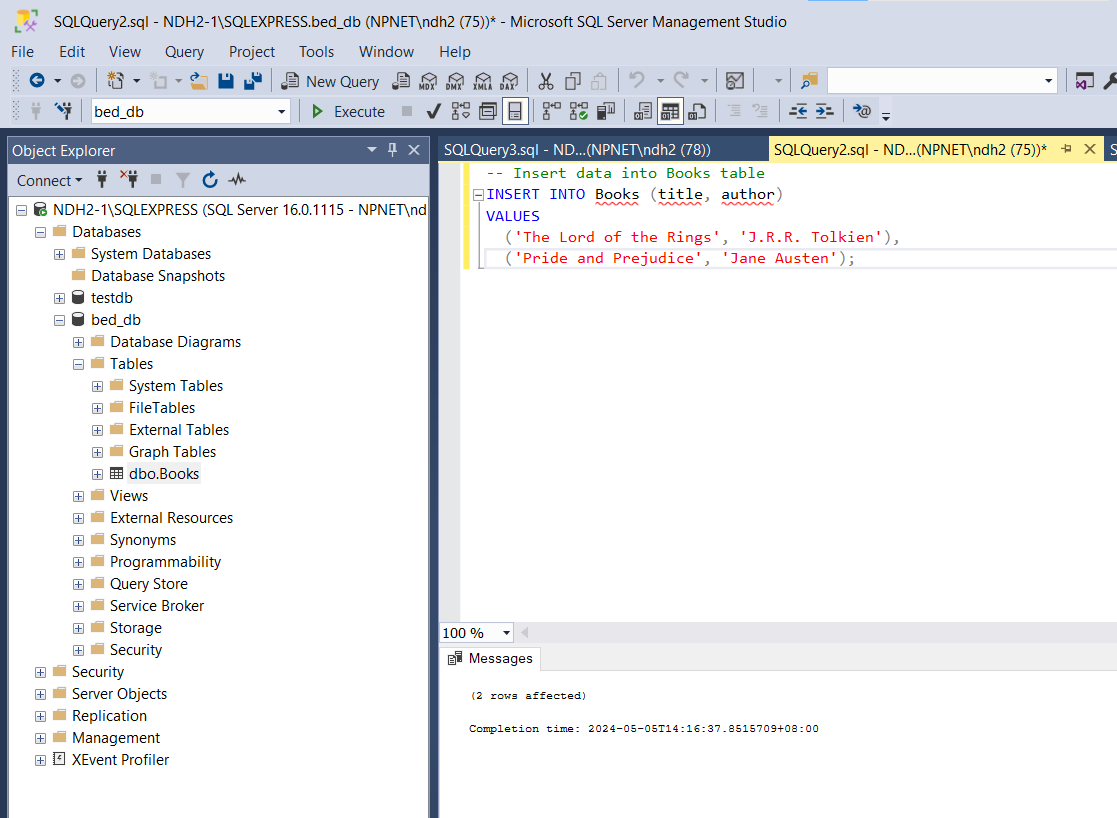 SQLQuery2.sql - NDH2-1\SQLEXPRESS.bed_db (NPNET\ndh2 (75))* - Microsoft SQL Server Management Studio
File Edit View Query Project Tools Window Help
New Query MDX DMX XMLA DAX
bed_db Execute
Object Explorer
Connect
NDH2-1\SQLEXPRESS (SQL Server 16.0.1115 - NPNET\nd
Databases
System Databases
Database Snapshots
testdb
bed_db
Database Diagrams
Tables
System Tables
FileTables
External Tables
Graph Tables
dbo.Books
Views
External Resources
Synonyms
Programmability
Query Store
Service Broker
Storage
Security
Security
Server Objects
Replication
Management
XEvent Profiler
SQLQuery3.sql - ND...(NPNET\ndh2 (78)) SQLQuery2.sql - ND...(NPNET\ndh2 (75))* S
-- Insert data into Books table
INSERT INTO Books (title, author)
VALUES
('The Lord of the Rings', 'J.R.R. Tolkien'),
('Pride and Prejudice', 'Jane Austen');
100 %
Messages
(2 rows affected)
Completion time: 2024-05-05T14:16:37.8515709+08:00